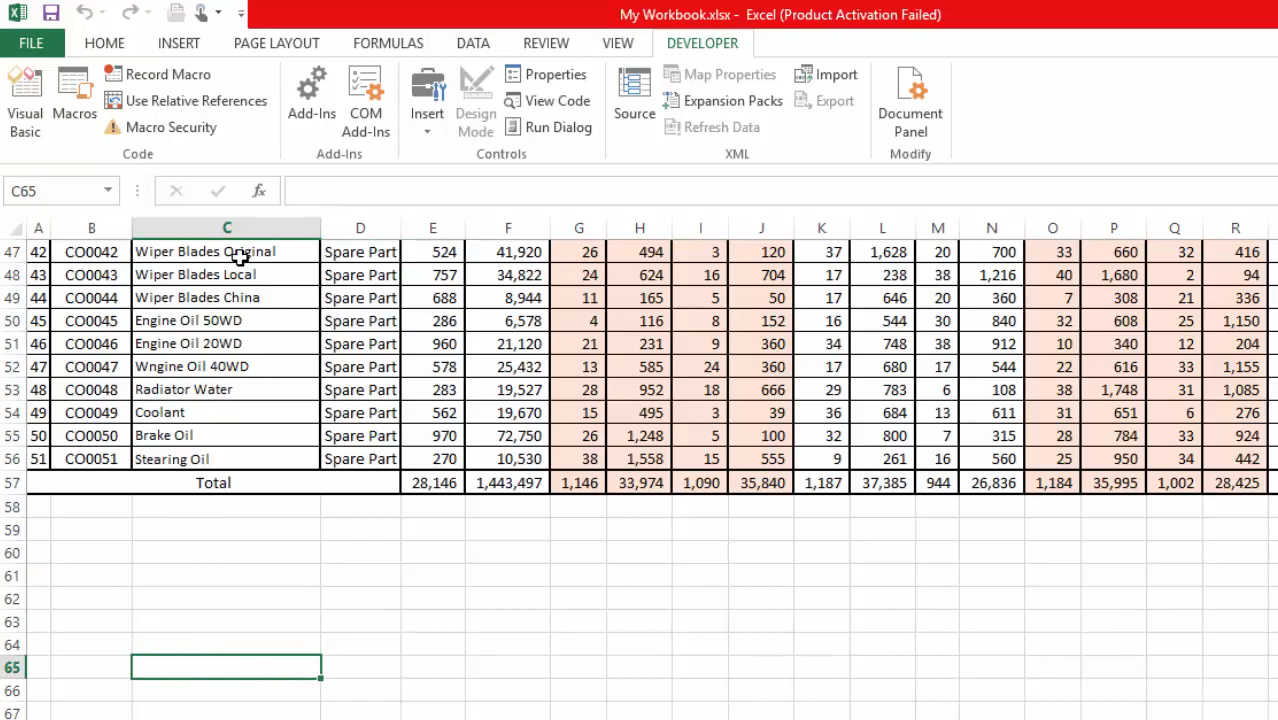 My Workbook.xlsx - Excel (Product Activation Failed)
FILE HOME INSERT PAGE LAYOUT FORMULAS DATA REVIEW VIEW DEVELOPER
Visual Basic
Macros
Record Macro
Use Relative References
Macro Security
Code
Add-Ins
COM Add-Ins
Add-Ins
Insert
Design Mode
Properties
View Code
Run Dialog
Controls
Source
Map Properties
Expansion Packs
Refresh Data
Import
Export
XML
Document Panel
Modify
C65 fx
A B C D E F G H I J K L M N O P Q R
47 42 CO0042 Wiper Blades Original Spare Part 524 41,920 26 494 3 120 37 1,628 20 700 33 660 32 416
48 43 CO0043 Wiper Blades Local Spare Part 757 34,822 24 624 16 704 17 238 38 1,216 40 1,680 2 94
49 44 CO0044 Wiper Blades China Spare Part 688 8,944 11 165 5 50 17 646 20 360 7 308 21 336
50 45 CO0045 Engine Oil 50WD Spare Part 286 6,578 4 116 8 152 16 544 30 840 32 608 25 1,150
51 46 CO0046 Engine Oil 20WD Spare Part 960 21,120 21 231 9 360 34 748 38 912 10 340 12 204
52 47 CO0047 Wngine Oil 40WD Spare Part 578 25,432 13 585 24 360 17 680 17 544 22 616 33 1,155
53 48 CO0048 Radiator Water Spare Part 283 19,527 28 952 18 666 29 783 6 108 38 1,748 31 1,085
54 49 CO0049 Coolant Spare Part 562 19,670 15 495 3 39 36 684 13 611 31 651 6 276
55 50 CO0050 Brake Oil Spare Part 970 72,750 26 1,248 5 100 32 800 7 315 28 784 33 924
56 51 CO0051 Stearing Oil Spare Part 270 10,530 38 1,558 15 555 9 261 16 560 25 950 34 442
57 Total 28,146 1,443,497 1,146 33,974 1,090 35,840 1,187 37,385 944 26,836 1,184 35,995 1,002 28,425
58
59
60
61
62
63
64
65
66
67